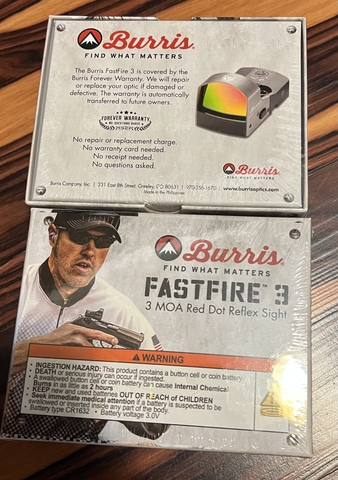 Burris
FIND WHAT MATTERS
The Burris FastFire 3 is covered by the
Burris Forever Warranty. We will repair
or replace your optic if damaged or
defective. The warranty is automatically
transferred to future owners.
FOREVER WARRANTY
NO QUESTIONS ASKED
No repair or replacement charge.
No warranty card needed.
No receipt needed.
No questions asked.
Burris
FIND WHAT MATTERS
Burris Company, Inc. | 331 East 8th Street, Greeley, CO 80631 | 970-356-1670 | www.burrisoptics.com
Made in the Philippines
Burris
FIND WHAT MATTERS
FASTFIRE™ 3
3 MOA Red Dot Reflex Sight
WARNING
• INGESTION HAZARD: This product contains a button cell or coin battery.
• DEATH or serious injury can occur if ingested.
• A swallowed button cell or coin battery can cause Internal Chemical
Burns in as little as 2 hours
• KEEP new and used batteries OUT OF REACH of CHILDREN
• Seek immediate medical attention if a battery is suspected to be
swallowed or inserted inside any part of the body.
• Battery type CR1632 • Battery voltage 3.0V